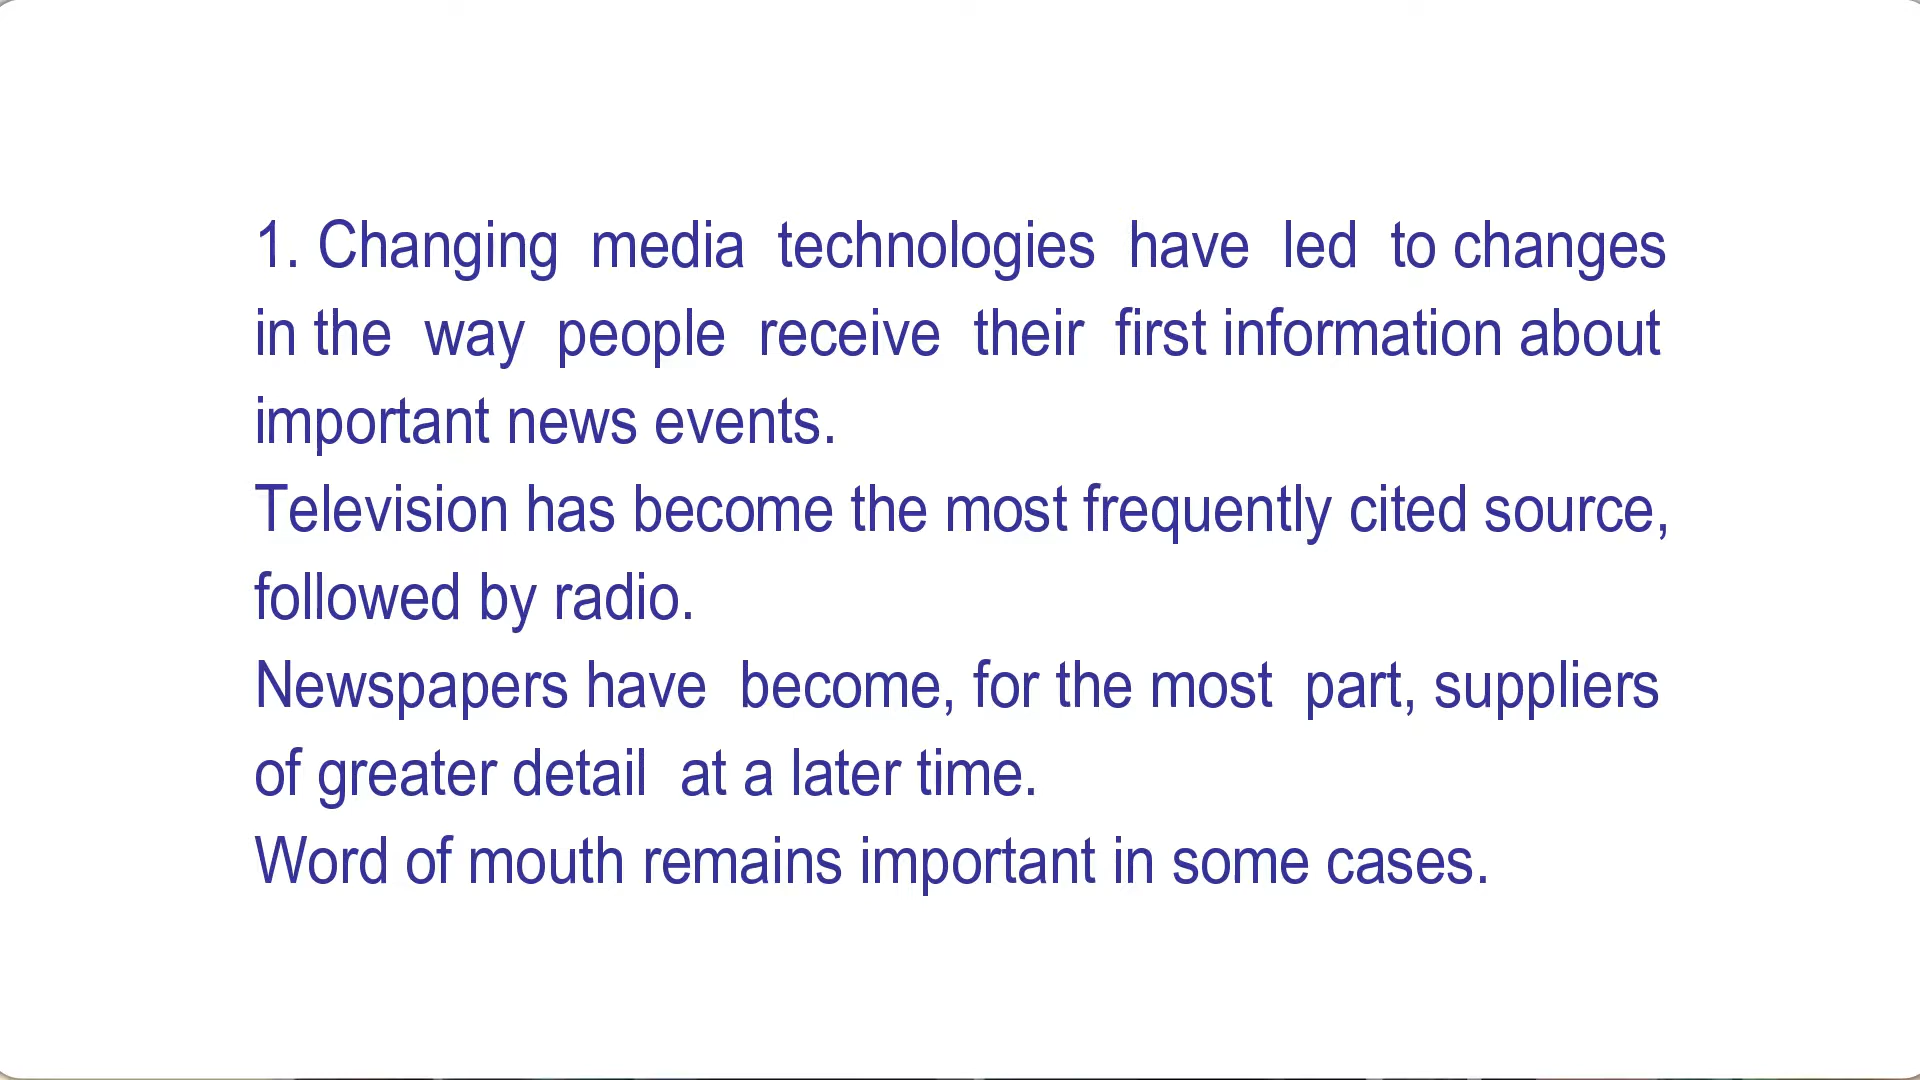 1. Changing media technologies have led to changes
in the way people receive their first information about
important news events.
Television has become the most frequently cited source,
followed by radio.
Newspapers have become, for the most part, suppliers
of greater detail at a later time.
Word of mouth remains important in some cases.